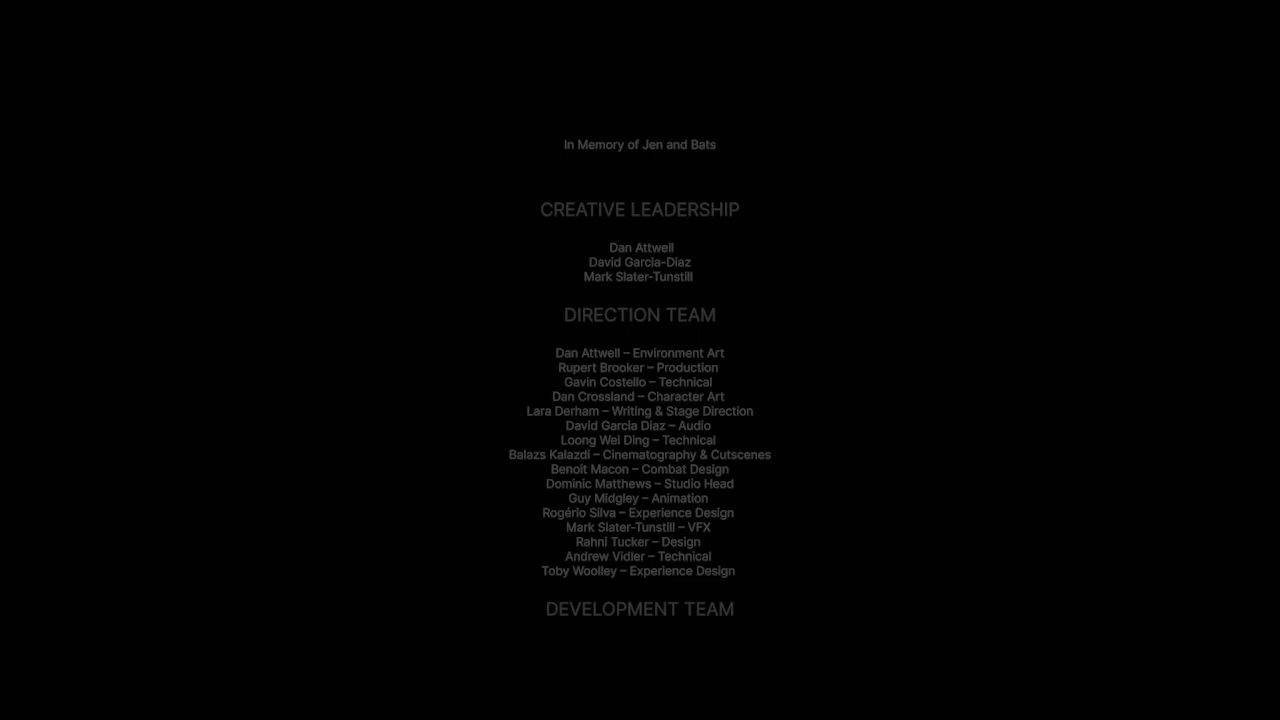 In Memory of Jen and Bats
CREATIVE LEADERSHIP
Dan Attwell
David Garcia-Diaz
Mark Slater-Tunstill
DIRECTION TEAM
Dan Attwell – Environment Art
Rupert Brooker – Production
Gavin Costello – Technical
Dan Crossland – Character Art
Lara Derham – Writing & Stage Direction
David Garcia Diaz – Audio
Loong Wei Ding – Technical
Balazs Kalazdi – Cinematography & Cutscenes
Benoit Macon – Combat Design
Dominic Matthews – Studio Head
Guy Midgley – Animation
Rogério Silva – Experience Design
Mark Slater-Tunstill – VFX
Rahni Tucker – Design
Andrew Vidler – Technical
Toby Woolley – Experience Design
DEVELOPMENT TEAM